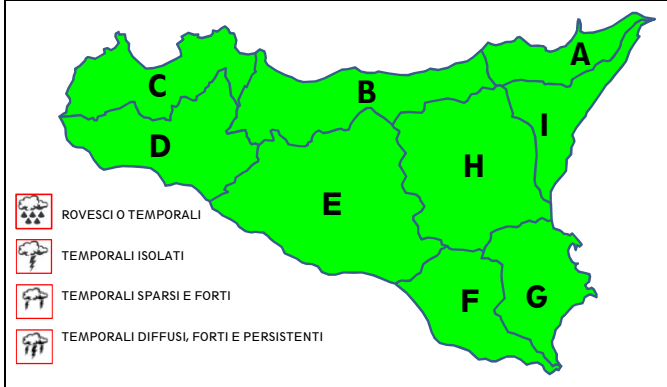 A
C
B
I
D
H
E
ROVESCI O TEMPORALI
TEMPORALI ISOLATI
TEMPORALI SPARSI E FORTI
F
G
TEMPORALI DIFFUSI, FORTI E PERSISTENTI